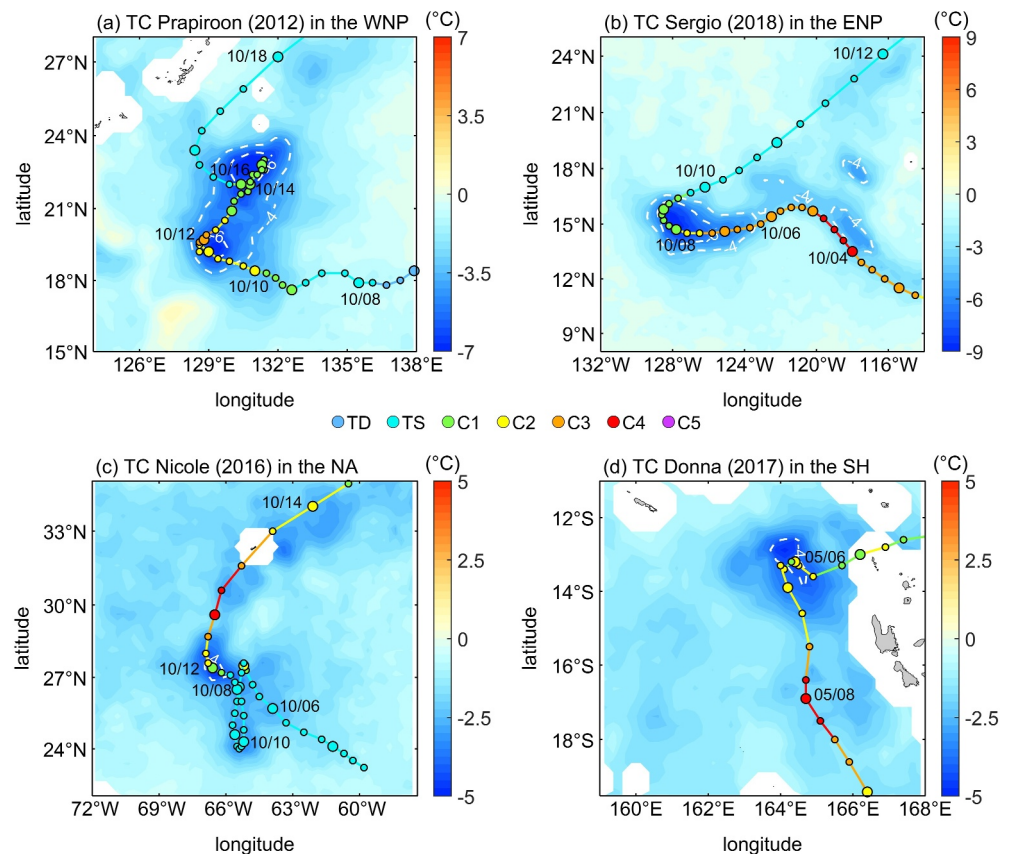 (a) TC Prapiroon (2012) in the WNP (°C)
27°N
24°N
21°N
18°N
15°N
latitude
10/18
10/16
10/14
10/12
10/10
10/08
-6
-4
-6
126°E 129°E 132°E 135°E 138°E
longitude
7
3.5
0
-3.5
-7
(b) TC Sergio (2018) in the ENP (°C)
24°N
21°N
18°N
15°N
12°N
9°N
latitude
10/12
10/10
10/08
10/06
10/04
-4
-4
-4
-4
132°W 128°W 124°W 120°W 116°W
longitude
9
6
3
0
-3
-6
-9
TD TS C1 C2 C3 C4 C5
(c) TC Nicole (2016) in the NA (°C)
33°N
30°N
27°N
24°N
latitude
10/14
10/12
10/08
10/06
10/10
-4
72°W 69°W 66°W 63°W 60°W
longitude
5
2.5
0
-2.5
-5
(d) TC Donna (2017) in the SH (°C)
12°S
14°S
16°S
18°S
latitude
05/06
05/08
-4
160°E 162°E 164°E 166°E 168°E
longitude
5
2.5
0
-2.5
-5